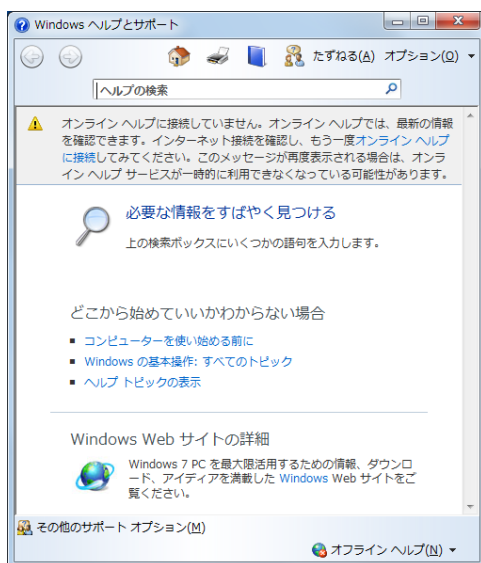 Windows ヘルプとサポート
たずねる(A) オプション(O)
ヘルプの検索
オンライン ヘルプに接続していません。オンライン ヘルプでは、最新の情報
を確認できます。インターネット接続を確認し、もう一度オンライン ヘルプ
に接続してみてください。このメッセージが再度表示される場合は、オンラ
イン ヘルプ サービスが一時的に利用できなくなっている可能性があります。
必要な情報をすばやく見つける
上の検索ボックスにいくつかの語句を入力します。
どこから始めていいかわからない場合
コンピューターを使い始める前に
Windows の基本操作: すべてのトピック
ヘルプ トピックの表示
Windows Web サイトの詳細
Windows 7 PC を最大限活用するための情報、ダウンロ
ード、アイディアを満載した Windows Web サイトをご
覧ください。
その他のサポート オプション(M)
オフライン ヘルプ(N)